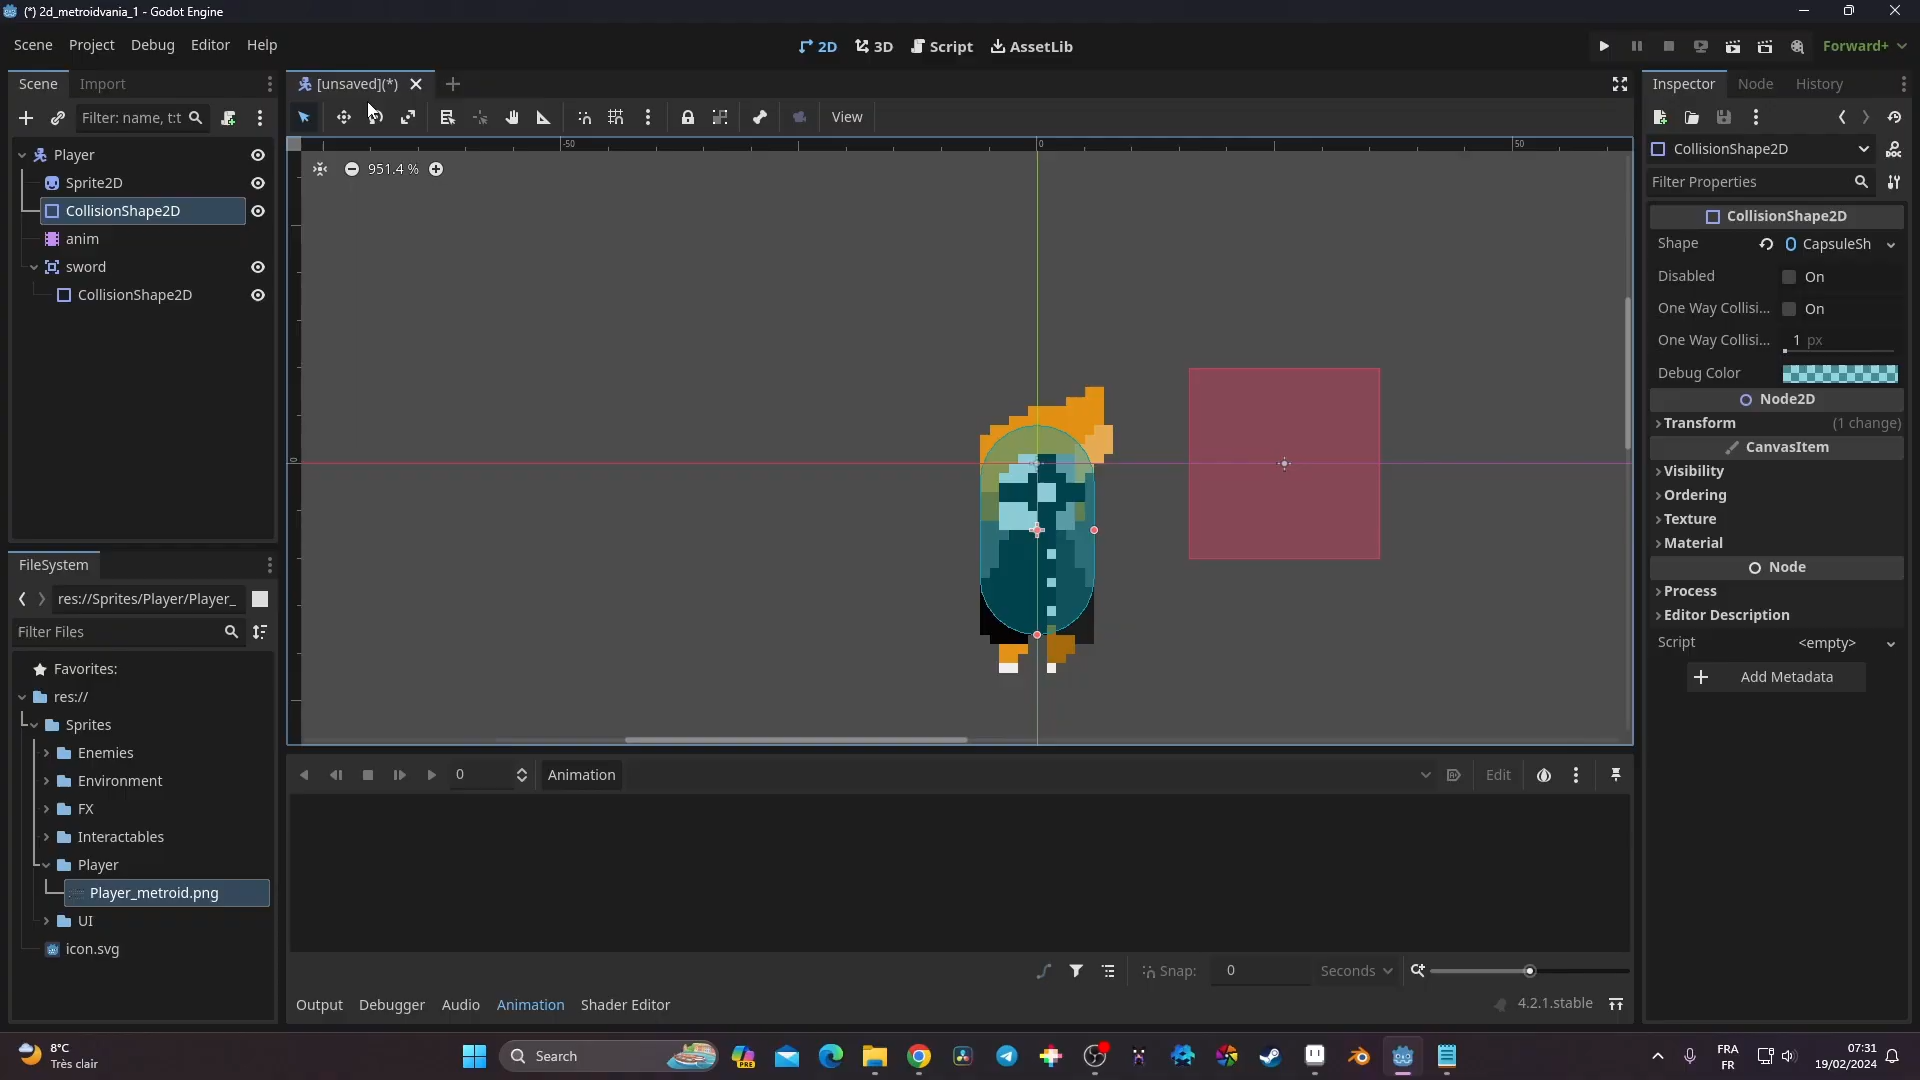 (*) 2d_metroidvania_1 - Godot Engine
Scene Project Debug Editor Help
2D 3D Script AssetLib
Forward+
Scene Import
[unsaved](*)
Inspector Node History
Filter: name, t:t
View
Player
Sprite2D
CollisionShape2D
anim
sword
CollisionShape2D
-50 0 50
951.4 %
0
CollisionShape2D
Filter Properties
CollisionShape2D
Shape CapsuleSh
Disabled On
One Way Collisi... On
One Way Collisi... 1 px
Debug Color
Node2D
Transform (1 change)
CanvasItem
Visibility
Ordering
Texture
Material
Node
Process
Editor Description
Script <empty>
Add Metadata
FileSystem
res://Sprites/Player/Player_
Filter Files
Favorites:
res://
Sprites
Enemies
Environment
FX
Interactables
Player
Player_metroid.png
UI
icon.svg
0 Animation Edit
Snap: 0 Seconds
Output Debugger Audio Animation Shader Editor
4.2.1.stable
8°C
Très clair
Search
PRE
FRA
FR
07:31
19/02/2024